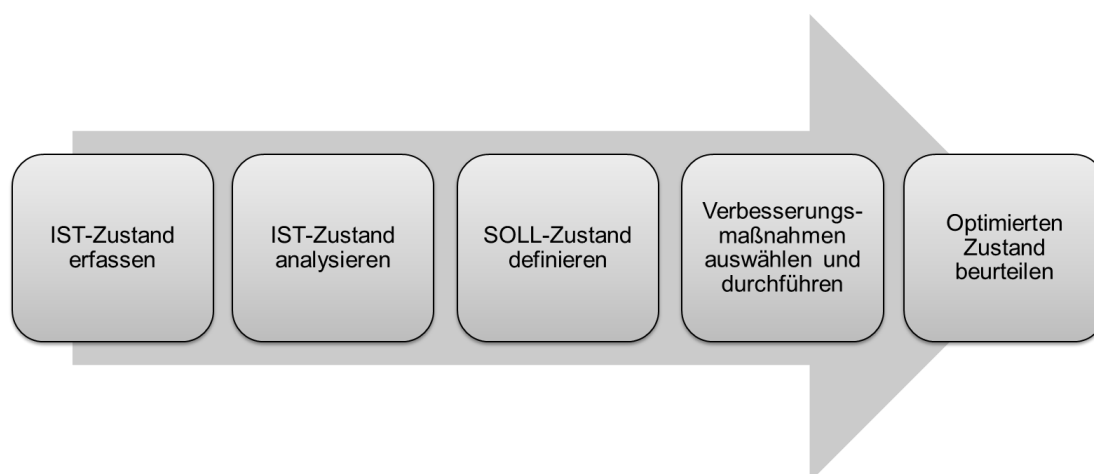 IST-Zustand
erfassen
IST-Zustand
analysieren
SOLL-Zustand
definieren
Verbesserungs-
maßnahmen
auswählen und
durchführen
Optimierten
Zustand
beurteilen